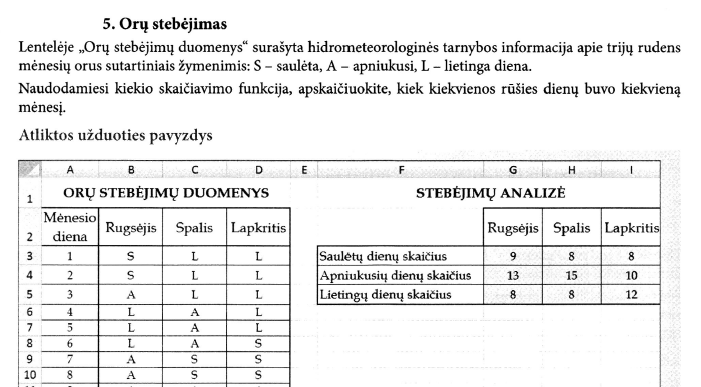 5. Orų stebėjimas
Lentelėje „Orų stebėjimų duomenys“ surašyta hidrometeorologinės tarnybos informacija apie trijų rudens
mėnesių orus sutartiniais žymenimis: S – saulėta, A – apniukusi, L – lietinga diena.
Naudodamiesi kiekio skaičiavimo funkcija, apskaičiuokite, kiek kiekvienos rūšies dienų buvo kiekvieną
mėnesį.
Atliktos užduoties pavyzdys
A B C D E F G H I
1 ORŲ STEBĖJIMŲ DUOMENYS STEBĖJIMŲ ANALIZĖ
2 Mėnesio diena Rugsėjis Spalis Lapkritis Rugsėjis Spalis Lapkritis
3 1 S L L Saulėtų dienų skaičius 9 8 8
4 2 S L L Apniukusių dienų skaičius 13 15 10
5 3 A L L Lietingų dienų skaičius 8 8 12
6 4 L A L
7 5 L A L
8 6 L A S
9 7 A S S
10 8 A S S